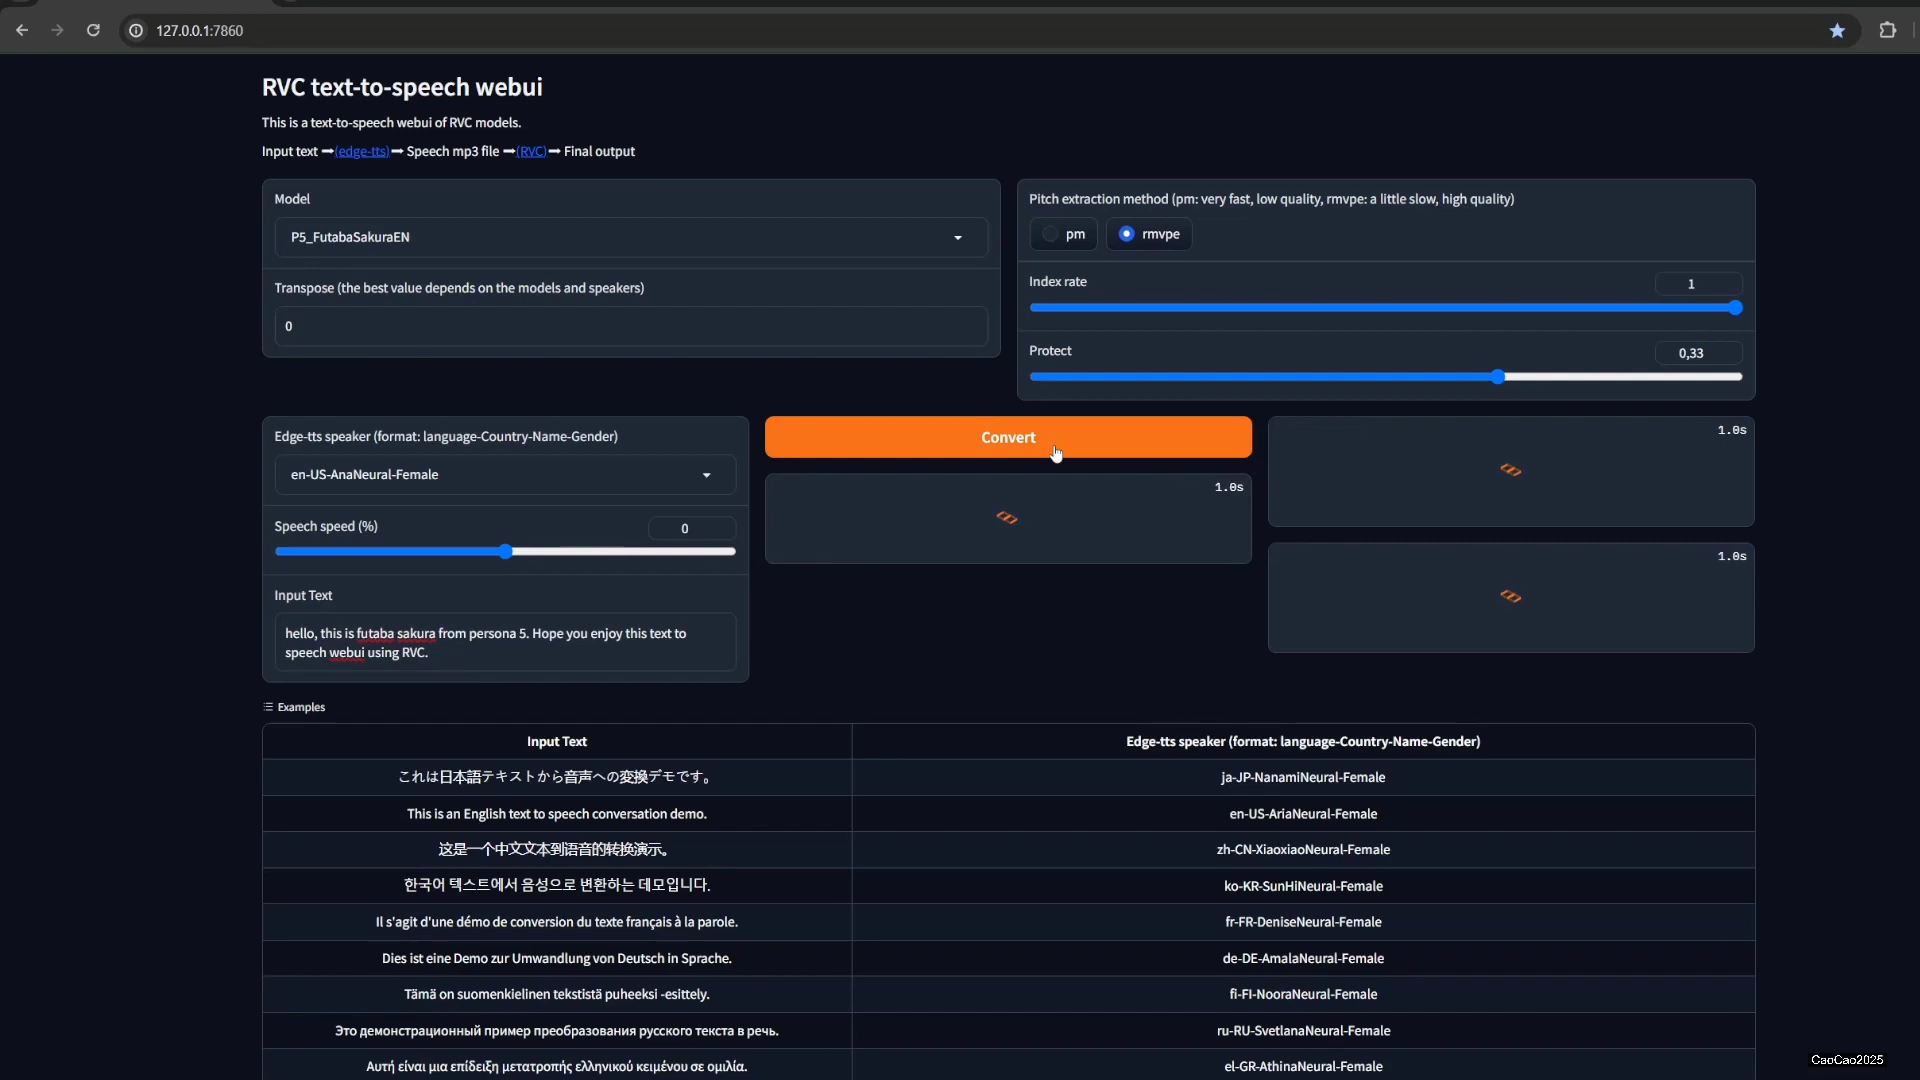 127.0.0.1:7860
RVC text-to-speech webui
This is a text-to-speech webui of RVC models.
Input text ➡(edge-tts)➡ Speech mp3 file ➡(RVC)➡ Final output
Model
P5_FutabaSakuraEN
Transpose (the best value depends on the models and speakers)
0
Pitch extraction method (pm: very fast, low quality, rmvpe: a little slow, high quality)
pm
rmvpe
Index rate
1
Protect
0,33
Edge-tts speaker (format: language-Country-Name-Gender)
en-US-AnaNeural-Female
Speech speed (%)
0
Input Text
hello, this is futaba sakura from persona 5. Hope you enjoy this text to
speech webui using RVC.
Convert
1.0s
1.0s
1.0s
Examples
Input Text
Edge-tts speaker (format: language-Country-Name-Gender)
これは日本語テキストから音声への変換デモです。
ja-JP-NanamiNeural-Female
This is an English text to speech conversation demo.
en-US-AriaNeural-Female
这是一个中文文本到语音的转换演示。
zh-CN-XiaoxiaoNeural-Female
한국어 텍스트에서 음성으로 변환하는 데모입니다.
ko-KR-SunHiNeural-Female
Il s'agit d'une démo de conversion du texte français à la parole.
fr-FR-DeniseNeural-Female
Dies ist eine Demo zur Umwandlung von Deutsch in Sprache.
de-DE-AmalaNeural-Female
Tämä on suomenkielinen tekstistä puheeksi -esittely.
fi-FI-NooraNeural-Female
Это демонстрационный пример преобразования русского текста в речь.
ru-RU-SvetlanaNeural-Female
Αυτή είναι μια επίδειξη μετατροπής ελληνικού κειμένου σε ομιλία.
el-GR-AthinaNeural-Female
CaoCao2025